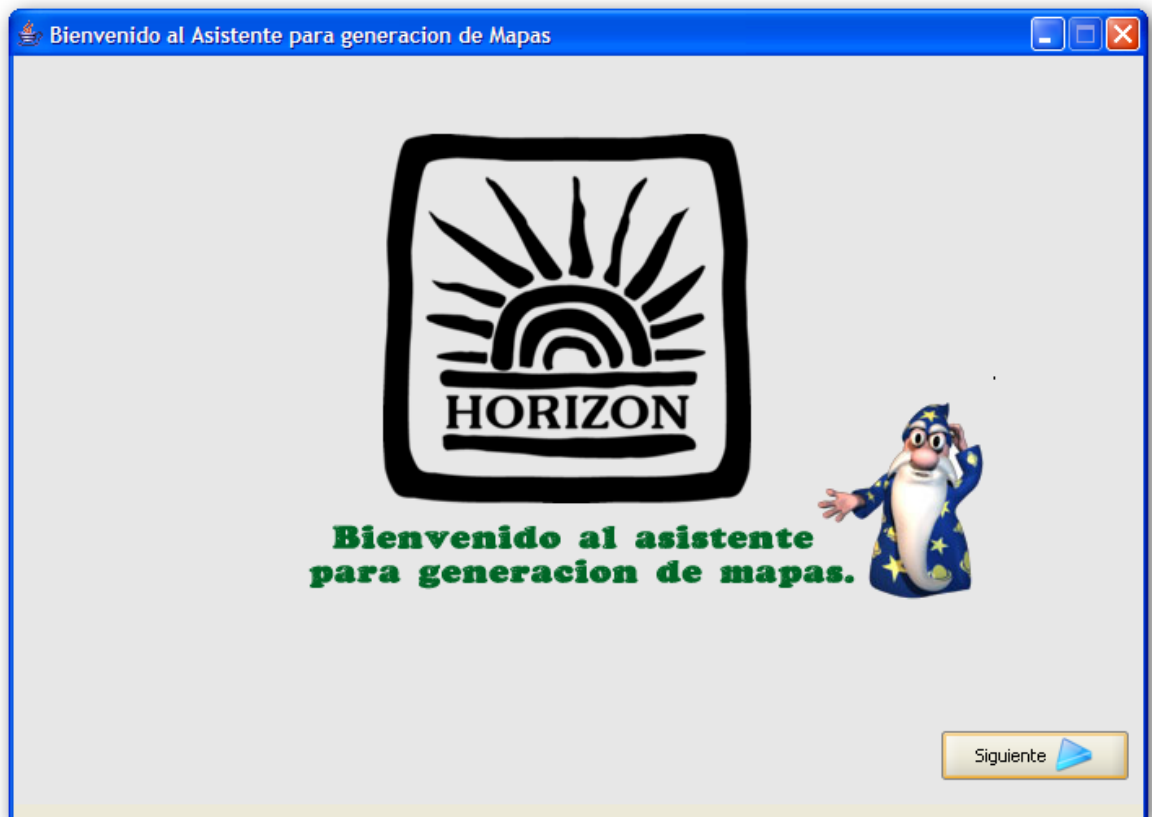 Bienvenido al Asistente para generacion de Mapas
HORIZON
Bienvenido al asistente
para generacion de mapas.
Siguiente